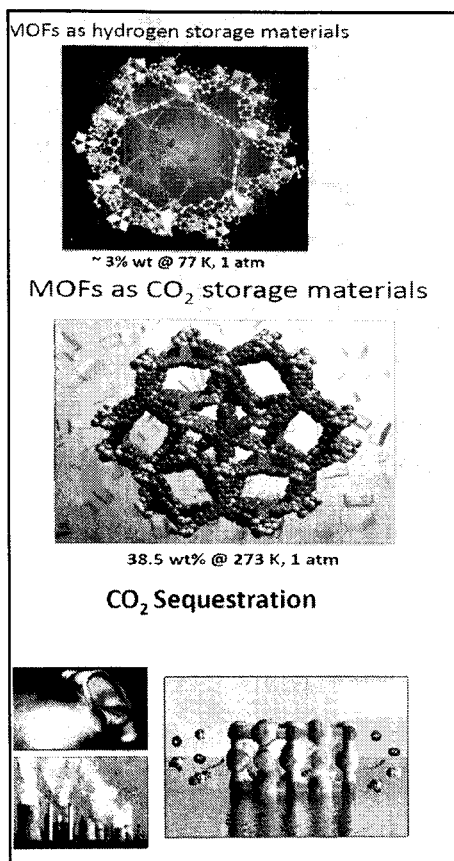 MOFs as hydrogen storage materials
~ 3% wt @ 77 K, 1 atm
MOFs as CO₂ storage materials
38.5 wt% @ 273 K, 1 atm
CO₂ Sequestration